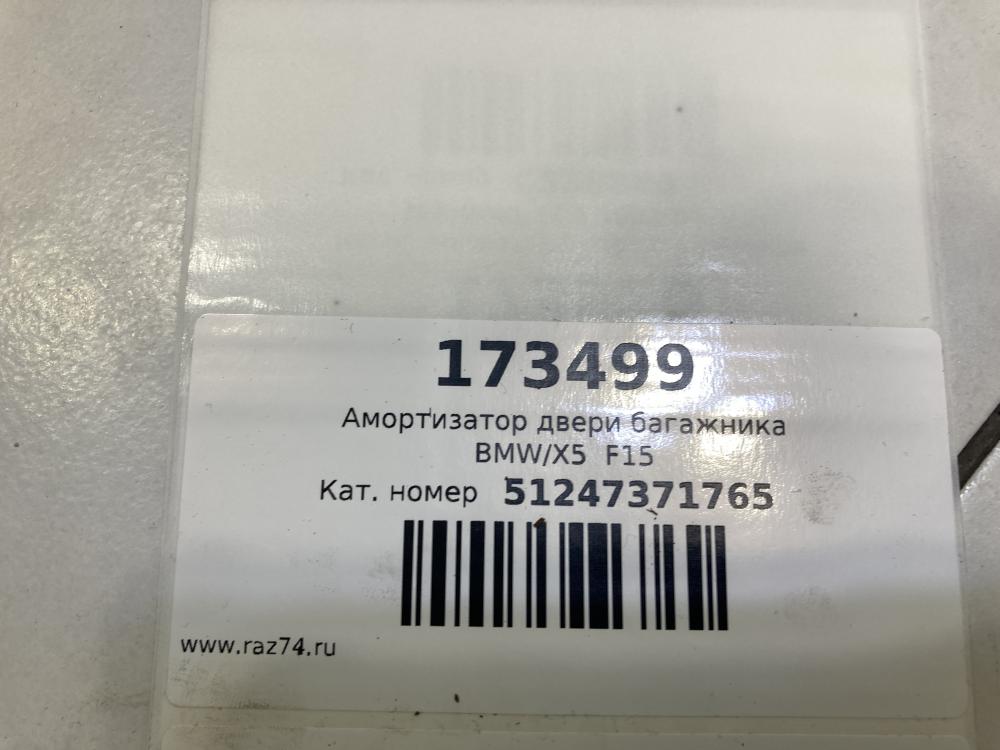 173499
Амортизатор двери багажника
BMW/X5 F15
Кат. номер 51247371765
www.raz74.ru